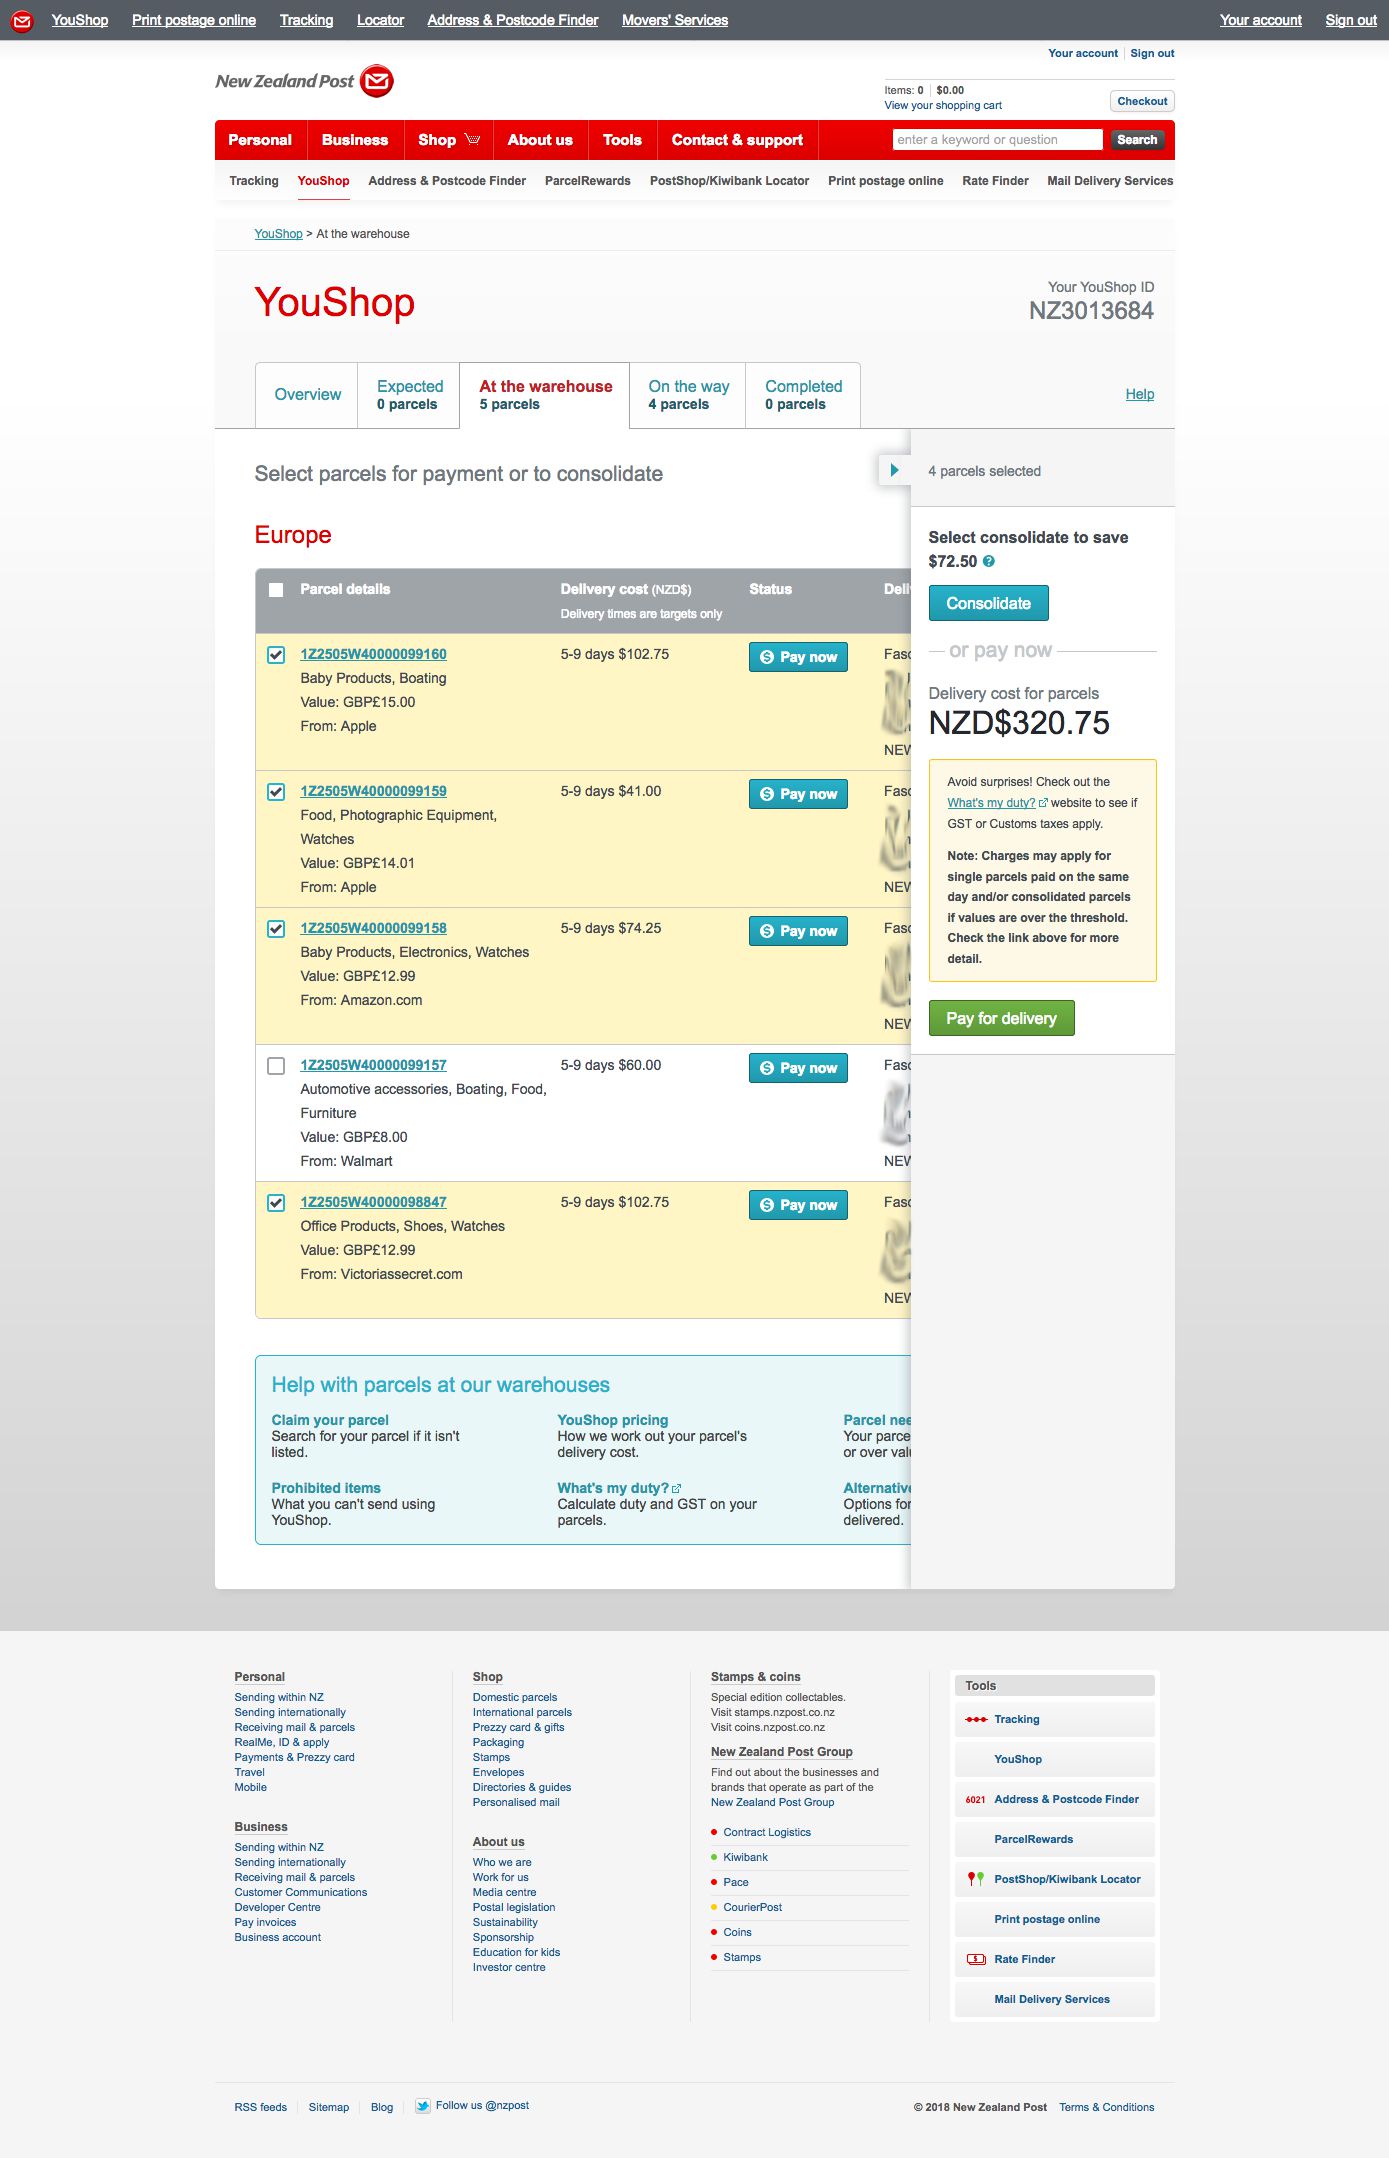 YouShop Print postage online Tracking Locator Address & Postcode Finder Movers' Services Your account Sign out
Your account Sign out
New Zealand Post
Items: 0 $0.00
View your shopping cart
Checkout
Personal Business Shop About us Tools Contact & support enter a keyword or question Search
Tracking YouShop Address & Postcode Finder ParcelRewards PostShop/Kiwibank Locator Print postage online Rate Finder Mail Delivery Services
YouShop > At the warehouse
YouShop
Your YouShop ID
NZ3013684
Overview
Expected
0 parcels
At the warehouse
5 parcels
On the way
4 parcels
Completed
0 parcels
Help
Select parcels for payment or to consolidate
Europe
Parcel details Delivery cost (NZD$) Status Deli
Delivery times are targets only
1Z2505W40000099160 5-9 days $102.75 Pay now Fasc
Baby Products, Boating
Value: GBP£15.00
From: Apple
NEW
1Z2505W40000099159 5-9 days $41.00 Pay now Fasc
Food, Photographic Equipment,
Watches
Value: GBP£14.01
From: Apple
NEW
1Z2505W40000099158 5-9 days $74.25 Pay now Fasc
Baby Products, Electronics, Watches
Value: GBP£12.99
From: Amazon.com
NEW
1Z2505W40000099157 5-9 days $60.00 Pay now Fasc
Automotive accessories, Boating, Food,
Furniture
Value: GBP£8.00
From: Walmart
NEW
1Z2505W40000098847 5-9 days $102.75 Pay now Fasc
Office Products, Shoes, Watches
Value: GBP£12.99
From: Victoriassecret.com
NEW
4 parcels selected
Select consolidate to save
$72.50 ?
Consolidate
or pay now
Delivery cost for parcels
NZD$320.75
Avoid surprises! Check out the
What's my duty? website to see if
GST or Customs taxes apply.
Note: Charges may apply for
single parcels paid on the same
day and/or consolidated parcels
if values are over the threshold.
Check the link above for more
detail.
Pay for delivery
Help with parcels at our warehouses
Claim your parcel
Search for your parcel if it isn't
listed.
YouShop pricing
How we work out your parcel's
delivery cost.
Parcel nee
Your parce
or over valu
Prohibited items
What you can't send using
YouShop.
What's my duty?
Calculate duty and GST on your
parcels.
Alternative
Options for
delivered.
Personal
Sending within NZ
Sending internationally
Receiving mail & parcels
RealMe, ID & apply
Payments & Prezzy card
Travel
Mobile
Business
Sending within NZ
Sending internationally
Receiving mail & parcels
Customer Communications
Developer Centre
Pay invoices
Business account
Shop
Domestic parcels
International parcels
Prezzy card & gifts
Packaging
Stamps
Envelopes
Directories & guides
Personalised mail
About us
Who we are
Work for us
Media centre
Postal legislation
Sustainability
Sponsorship
Education for kids
Investor centre
Stamps & coins
Special edition collectables.
Visit stamps.nzpost.co.nz
Visit coins.nzpost.co.nz
New Zealand Post Group
Find out about the businesses and
brands that operate as part of the
New Zealand Post Group
Contract Logistics
Kiwibank
Pace
CourierPost
Coins
Stamps
Tools
Tracking
YouShop
6021 Address & Postcode Finder
ParcelRewards
PostShop/Kiwibank Locator
Print postage online
Rate Finder
Mail Delivery Services
RSS feeds Sitemap Blog Follow us @nzpost © 2018 New Zealand Post Terms & Conditions